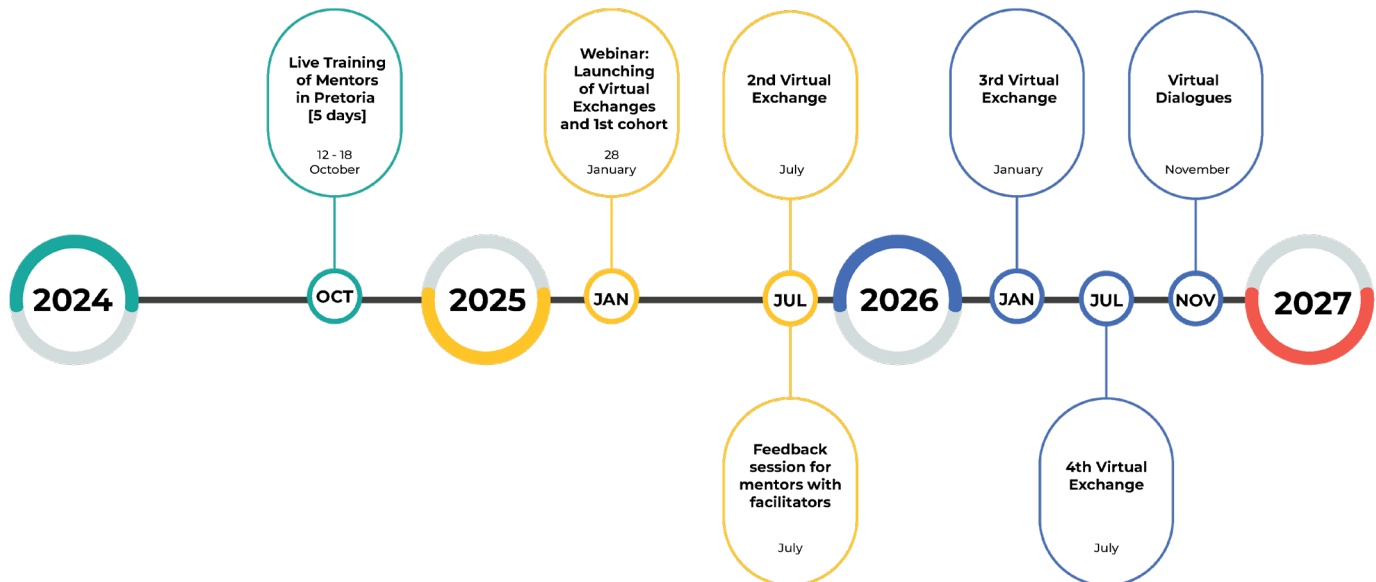 Live Training
of Mentors
in Pretoria
[5 days]
12 - 18
October
Webinar:
Launching
of Virtual
Exchanges
and 1st cohort
28
January
2nd Virtual
Exchange
July
3rd Virtual
Exchange
January
Virtual
Dialogues
November
2024
OCT
2025
JAN
JUL
2026
JAN
JUL
NOV
2027
Feedback
session for
mentors with
facilitators
July
4th Virtual
Exchange
July